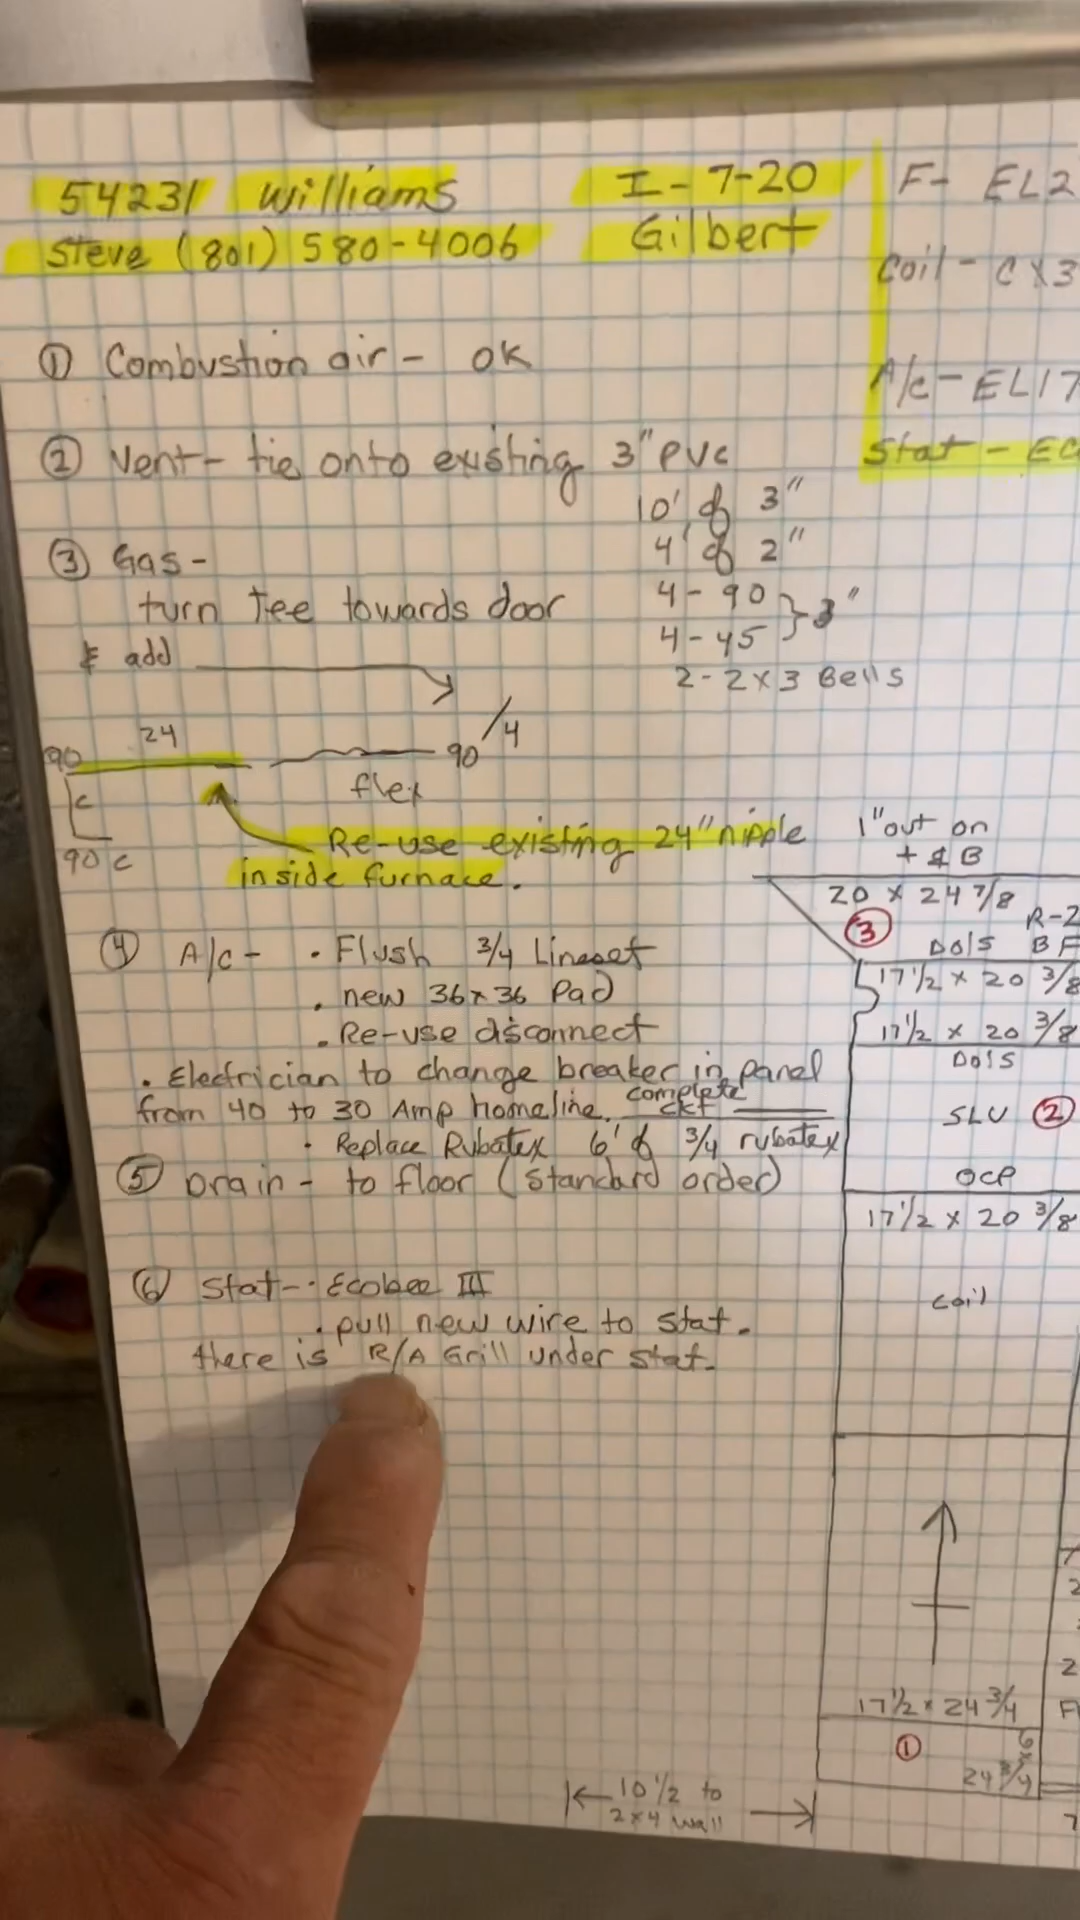 54231 Williams
Steve (801) 580-4006
I-7-20
Gilbert
F- EL2
Coil - CX3
A/c- EL17
Stat - EC
① Combustion air - OK
② Vent- tie onto existing 3" PVC
10' of 3"
4' of 2"
4-90 } 3"
4-45
2-2x3 Bells
③ Gas-
turn Tee towards door
& add
90 24 flex 90 /4
c
90 c
Re-use existing 24" nipple
inside furnace.
④ A/c- • Flush 3/4 Lineset
• new 36x36 Pad
• Re-use disconnect
• Electrician to change breaker in panel
from 40 to 30 Amp homeline. complete ckt
• Replace Rubatex 6' of 3/4 rubatex
⑤ Drain - to floor (standard order)
⑥ Stat-• Ecobee III
• pull new wire to stat.
there is R/A Grill under stat.
1" out on
+ & B
20 x 24 7/8
③ R-2
DolS BF
17 1/2 x 20 3/8
17 1/2 x 20 3/8
DolS
SLV ②
OCP
17 1/2 x 20 3/8
coil
17 1/2 x 24 3/4
①
6
x
24 3/4
10 1/2 to
2x4 wall